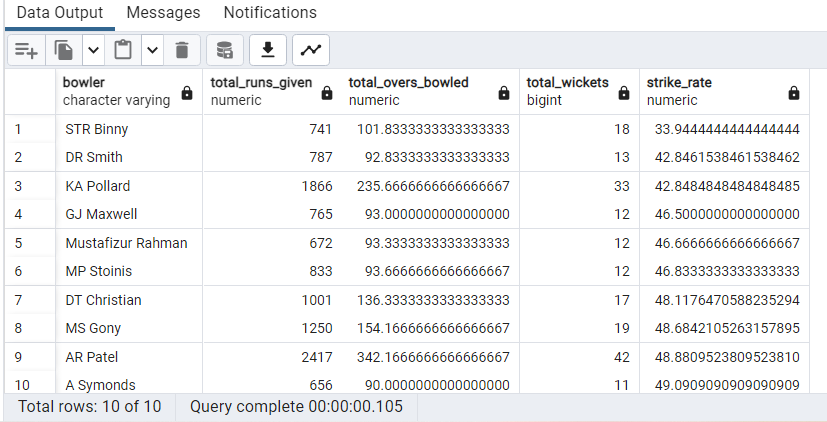 Data Output Messages Notifications
bowler total_runs_given total_overs_bowled total_wickets strike_rate
character varying numeric numeric bigint numeric
1 STR Binny 741 101.8333333333333333 18 33.9444444444444444
2 DR Smith 787 92.8333333333333333 13 42.8461538461538462
3 KA Pollard 1866 235.6666666666666667 33 42.8484848484848485
4 GJ Maxwell 765 93.0000000000000000 12 46.5000000000000000
5 Mustafizur Rahman 672 93.3333333333333333 12 46.6666666666666667
6 MP Stoinis 833 93.6666666666666667 12 46.8333333333333333
7 DT Christian 1001 136.3333333333333333 17 48.1176470588235294
8 MS Gony 1250 154.1666666666666667 19 48.6842105263157895
9 AR Patel 2417 342.1666666666666667 42 48.8809523809523810
10 A Symonds 656 90.0000000000000000 11 49.0909090909090909
Total rows: 10 of 10 Query complete 00:00:00.105